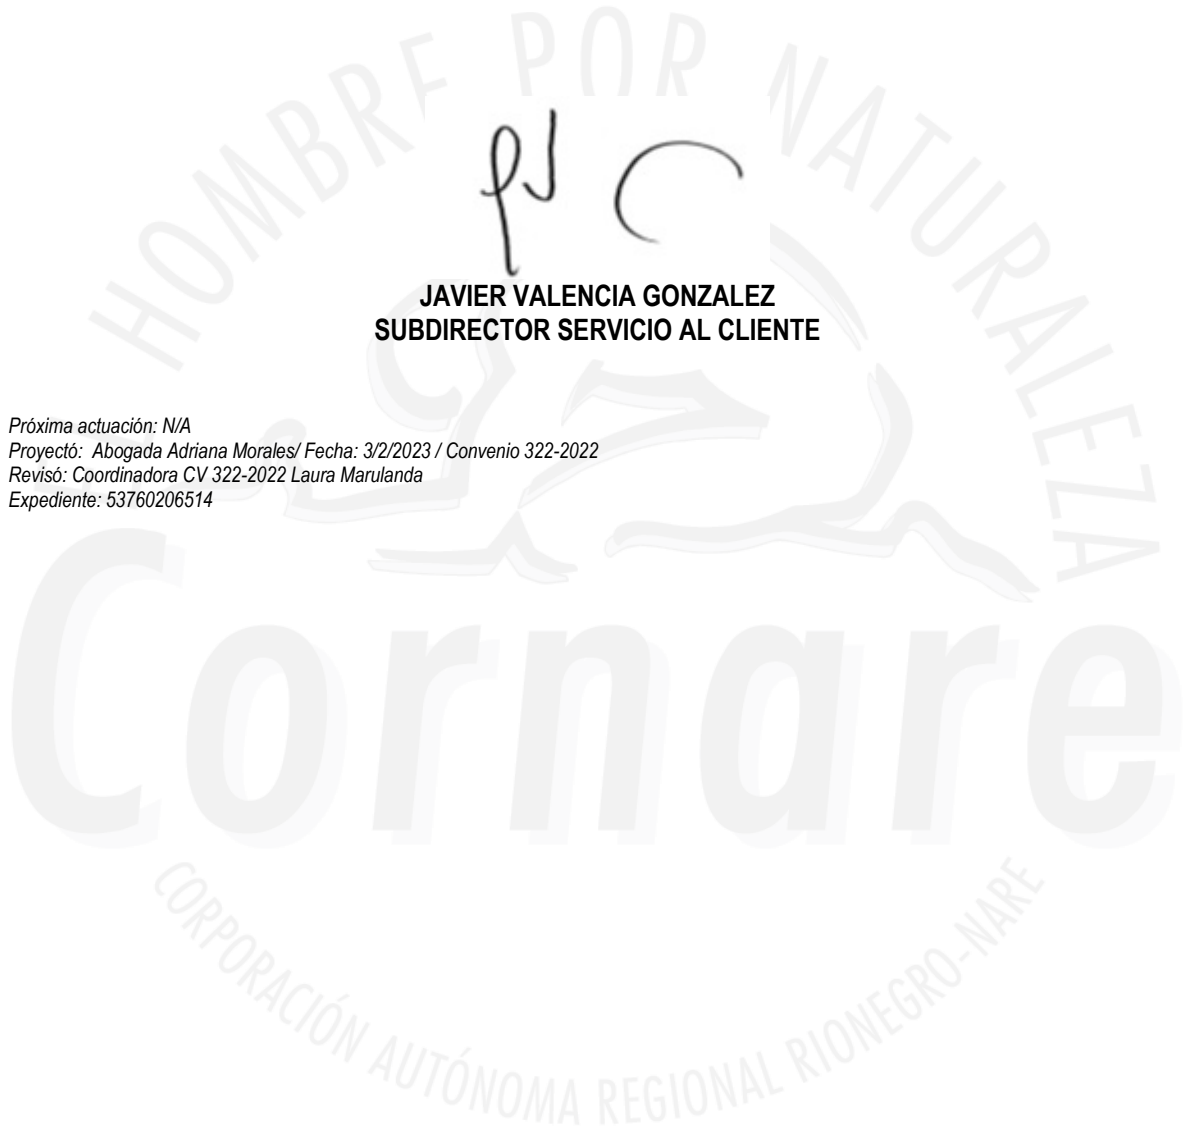 HOMBRE POR NATURALEZA
JAVIER VALENCIA GONZALEZ
SUBDIRECTOR SERVICIO AL CLIENTE
Próxima actuación: N/A
Proyectó: Abogada Adriana Morales/ Fecha: 3/2/2023 / Convenio 322-2022
Revisó: Coordinadora CV 322-2022 Laura Marulanda
Expediente: 53760206514
Cornare
CORPORACIÓN AUTÓNOMA REGIONAL RIONEGRO-NARE